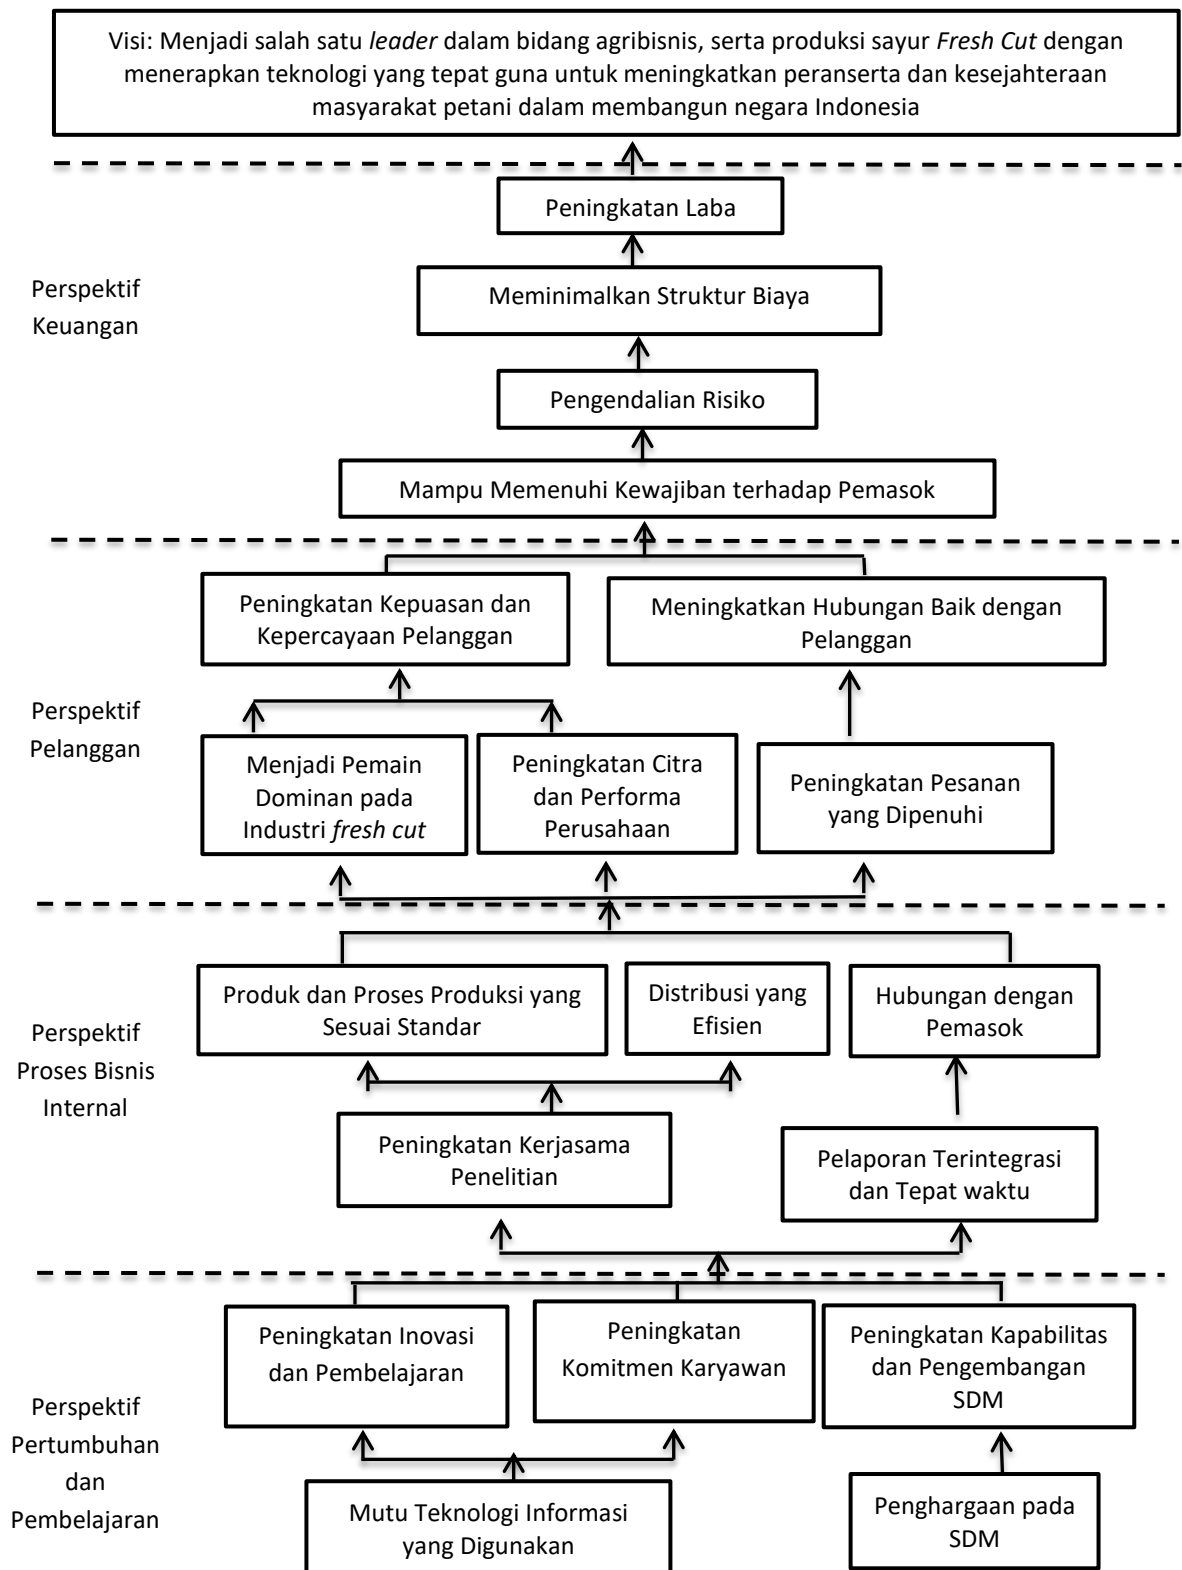 Visi: Menjadi salah satu leader dalam bidang agribisnis, serta produksi sayur Fresh Cut dengan
menerapkan teknologi yang tepat guna untuk meningkatkan peranserta dan kesejahteraan
masyarakat petani dalam membangun negara Indonesia
Perspektif
Keuangan
Peningkatan Laba
Meminimalkan Struktur Biaya
Pengendalian Risiko
Mampu Memenuhi Kewajiban terhadap Pemasok
Perspektif
Pelanggan
Peningkatan Kepuasan dan
Kepercayaan Pelanggan
Meningkatkan Hubungan Baik dengan
Pelanggan
Menjadi Pemain
Dominan pada
Industri fresh cut
Peningkatan Citra
dan Performa
Perusahaan
Peningkatan Pesanan
yang Dipenuhi
Perspektif
Proses Bisnis
Internal
Produk dan Proses Produksi yang
Sesuai Standar
Distribusi yang
Efisien
Hubungan dengan
Pemasok
Peningkatan Kerjasama
Penelitian
Pelaporan Terintegrasi
dan Tepat waktu
Perspektif
Pertumbuhan
dan
Pembelajaran
Peningkatan Inovasi
dan Pembelajaran
Peningkatan
Komitmen Karyawan
Peningkatan Kapabilitas
dan Pengembangan
SDM
Mutu Teknologi Informasi
yang Digunakan
Penghargaan pada
SDM